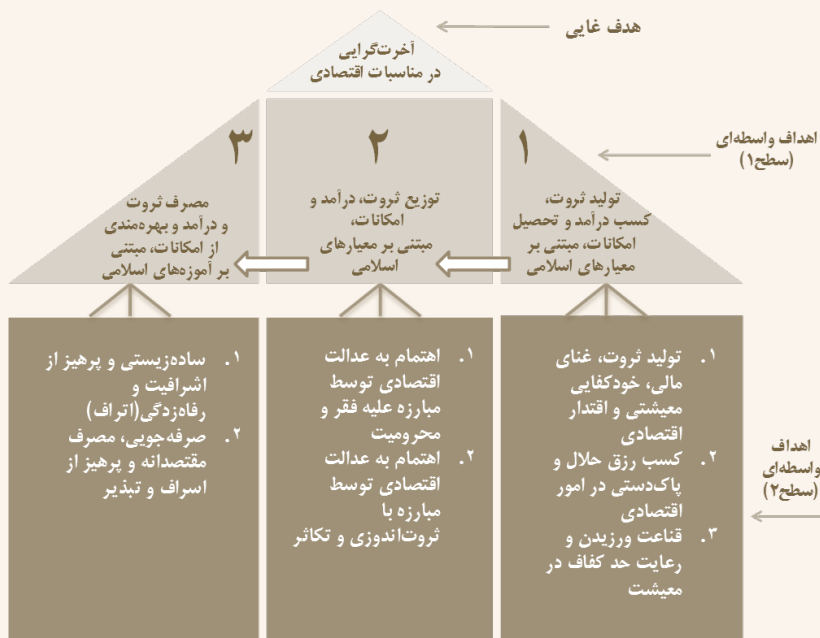 هدف غایی
آخرت‌گرایی
در مناسبات اقتصادی
اهداف واسطه‌ای
(سطح۱)
۱
تولید ثروت،
کسب درآمد و تحصیل
امکانات، مبتنی بر
معیارهای اسلامی
۲
توزیع ثروت، درآمد و
امکانات،
مبتنی بر معیارهای
اسلامی
۳
مصرف ثروت
و درآمد و بهره‌مندی
از امکانات، مبتنی
بر آموزه‌های اسلامی
اهداف
واسطه‌ای
(سطح۲)
۱. تولید ثروت، غنای
مالی، خودکفایی
معیشتی و اقتدار
اقتصادی
۲. کسب رزق حلال و
پاک‌دستی در امور
اقتصادی
۳. قناعت ورزیدن و
رعایت حد کفاف در
معیشت
۱. اهتمام به عدالت
اقتصادی توسط
مبارزه علیه فقر و
محرومیت
۲. اهتمام به عدالت
اقتصادی توسط
مبارزه با
ثروت‌اندوزی و تکاثر
۱. ساده‌زیستی و پرهیز از
اشرافیت و
رفاه‌زدگی(اتراف)
۲. صرفه‌جویی، مصرف
مقتصدانه و پرهیز از
اسراف و تبذیر